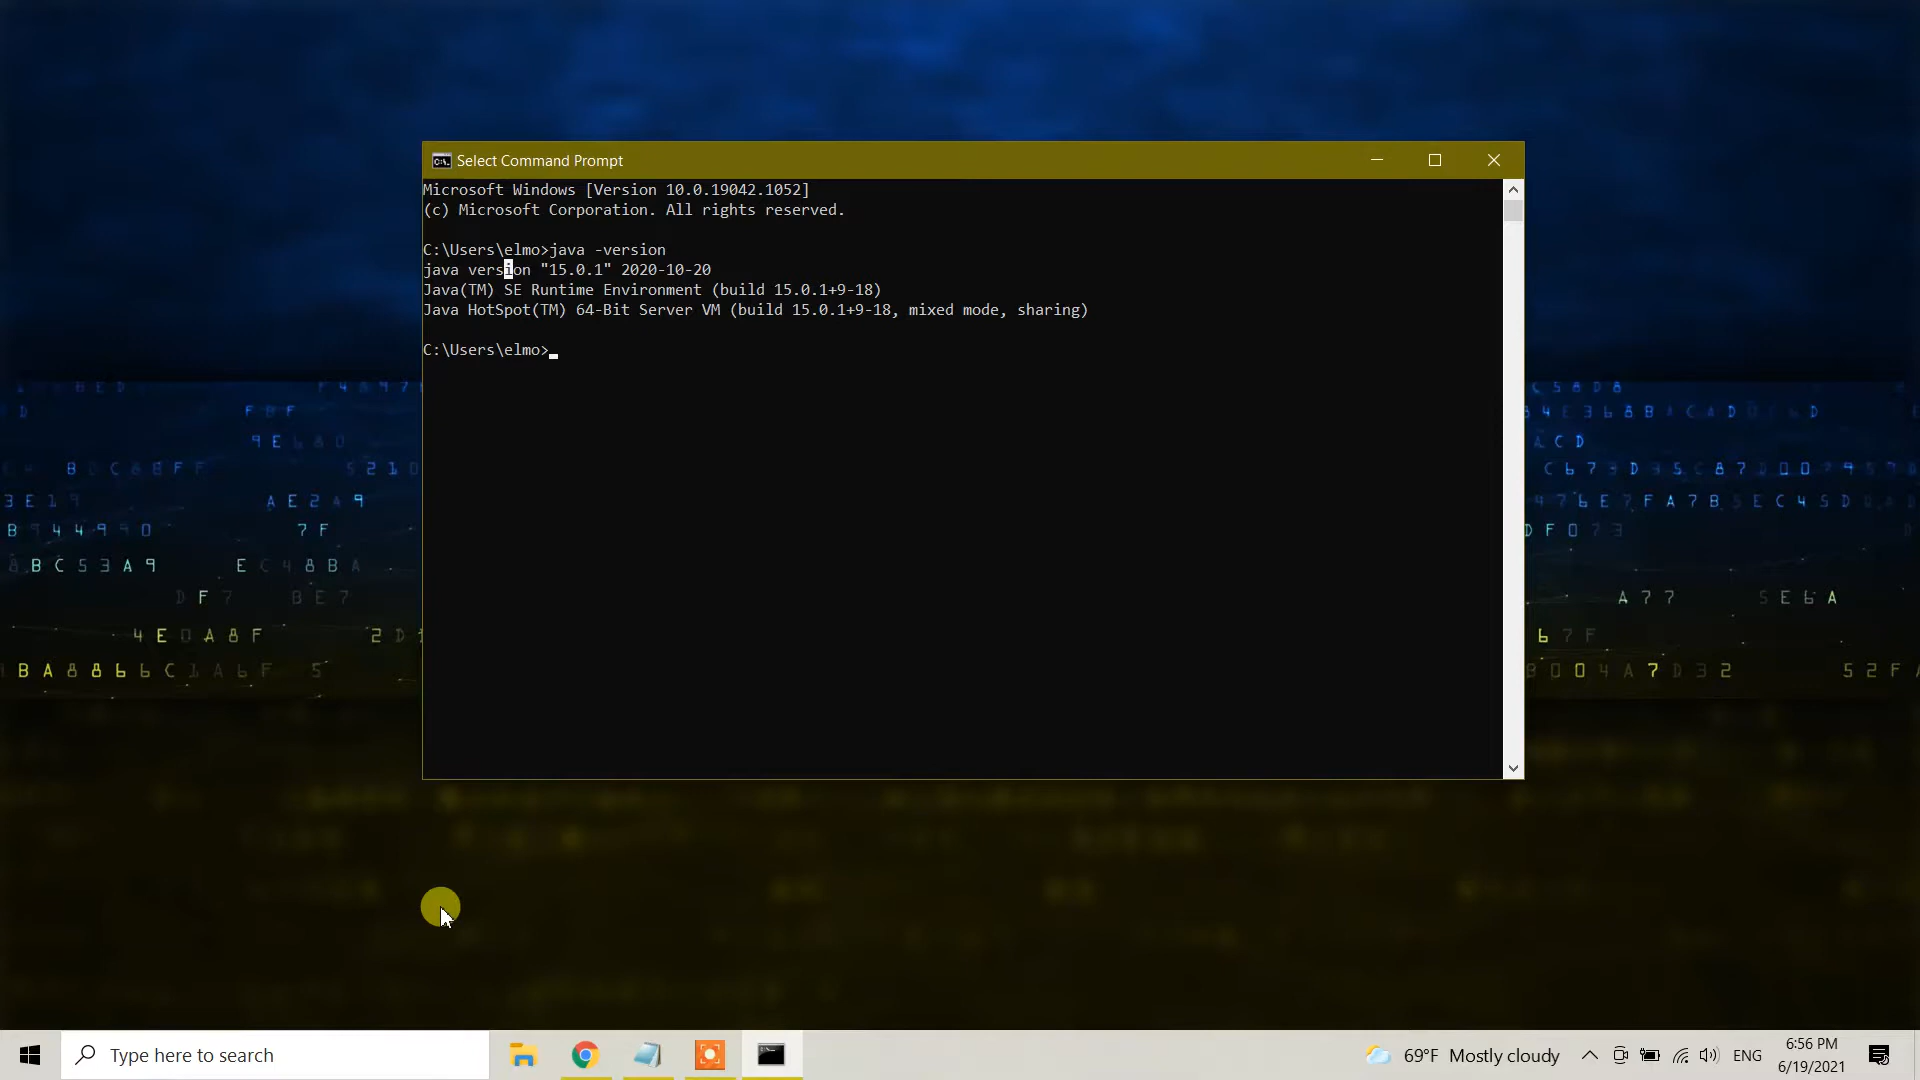 Select Command Prompt
Microsoft Windows [Version 10.0.19042.1052]
(c) Microsoft Corporation. All rights reserved.
C:\Users\elmo>java -version
java version "15.0.1" 2020-10-20
Java(TM) SE Runtime Environment (build 15.0.1+9-18)
Java HotSpot(TM) 64-Bit Server VM (build 15.0.1+9-18, mixed mode, sharing)
C:\Users\elmo>
Type here to search
69°F Mostly cloudy
ENG
6:56 PM
6/19/2021